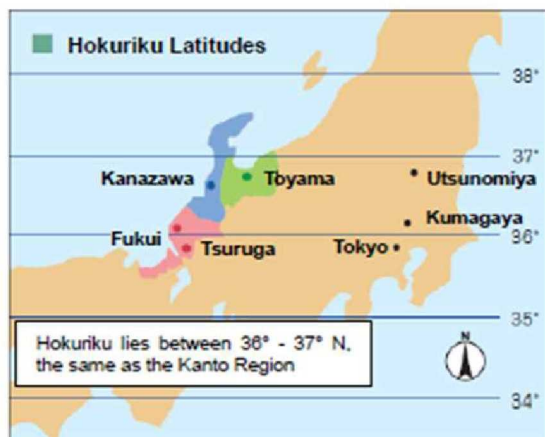 Hokuriku Latitudes
38°
37°
Kanazawa
Toyama
Utsunomiya
Kumagaya
Fukui
36°
Tsuruga
Tokyo
Hokuriku lies between 36° - 37° N,
the same as the Kanto Region
35°
N
34°